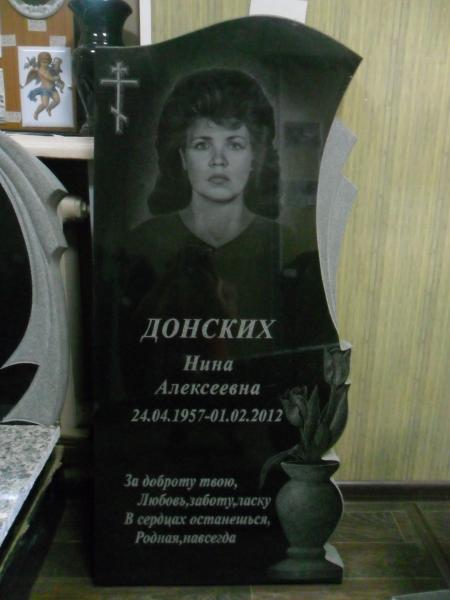 ДОНСКИХ
Нина
Алексеевна
24.04.1957-01.02.2012
За доброту твою,
Любовь,заботу,ласку
В сердцах останешься,
Родная,навсегда